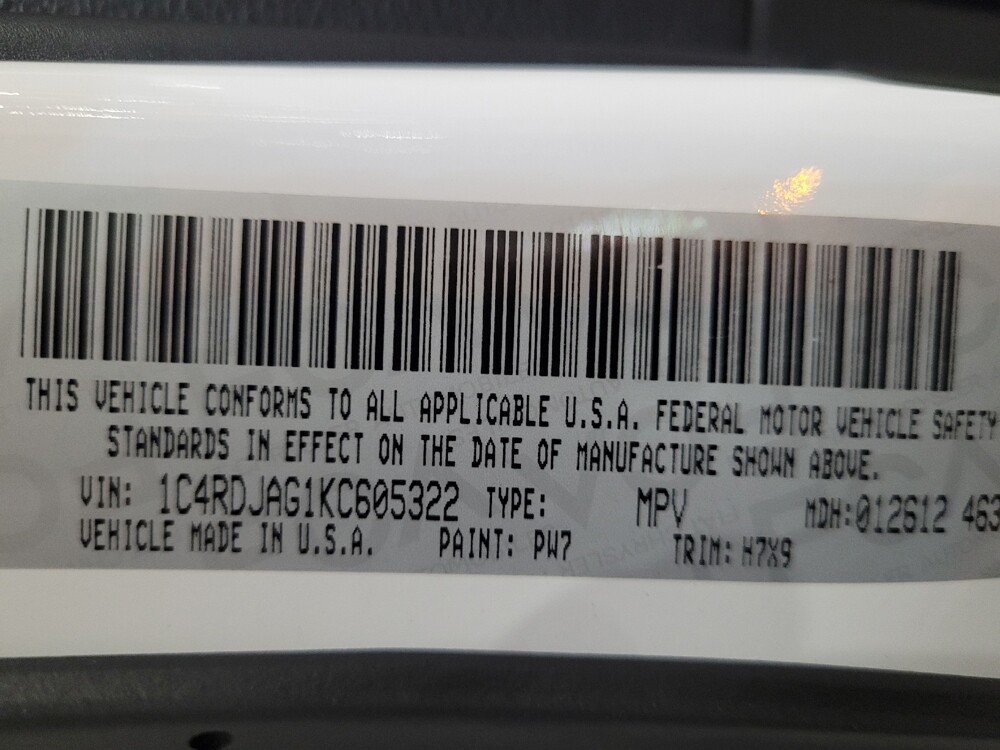 THIS VEHICLE CONFORMS TO ALL APPLICABLE U.S.A. FEDERAL MOTOR VEHICLE SAFETY
STANDARDS IN EFFECT ON THE DATE OF MANUFACTURE SHOWN ABOVE.
VIN: 1C4RDJAG1KC605322 TYPE: MPV MDH:012612 463
VEHICLE MADE IN U.S.A. PAINT: PW7 TRIM: H7X9